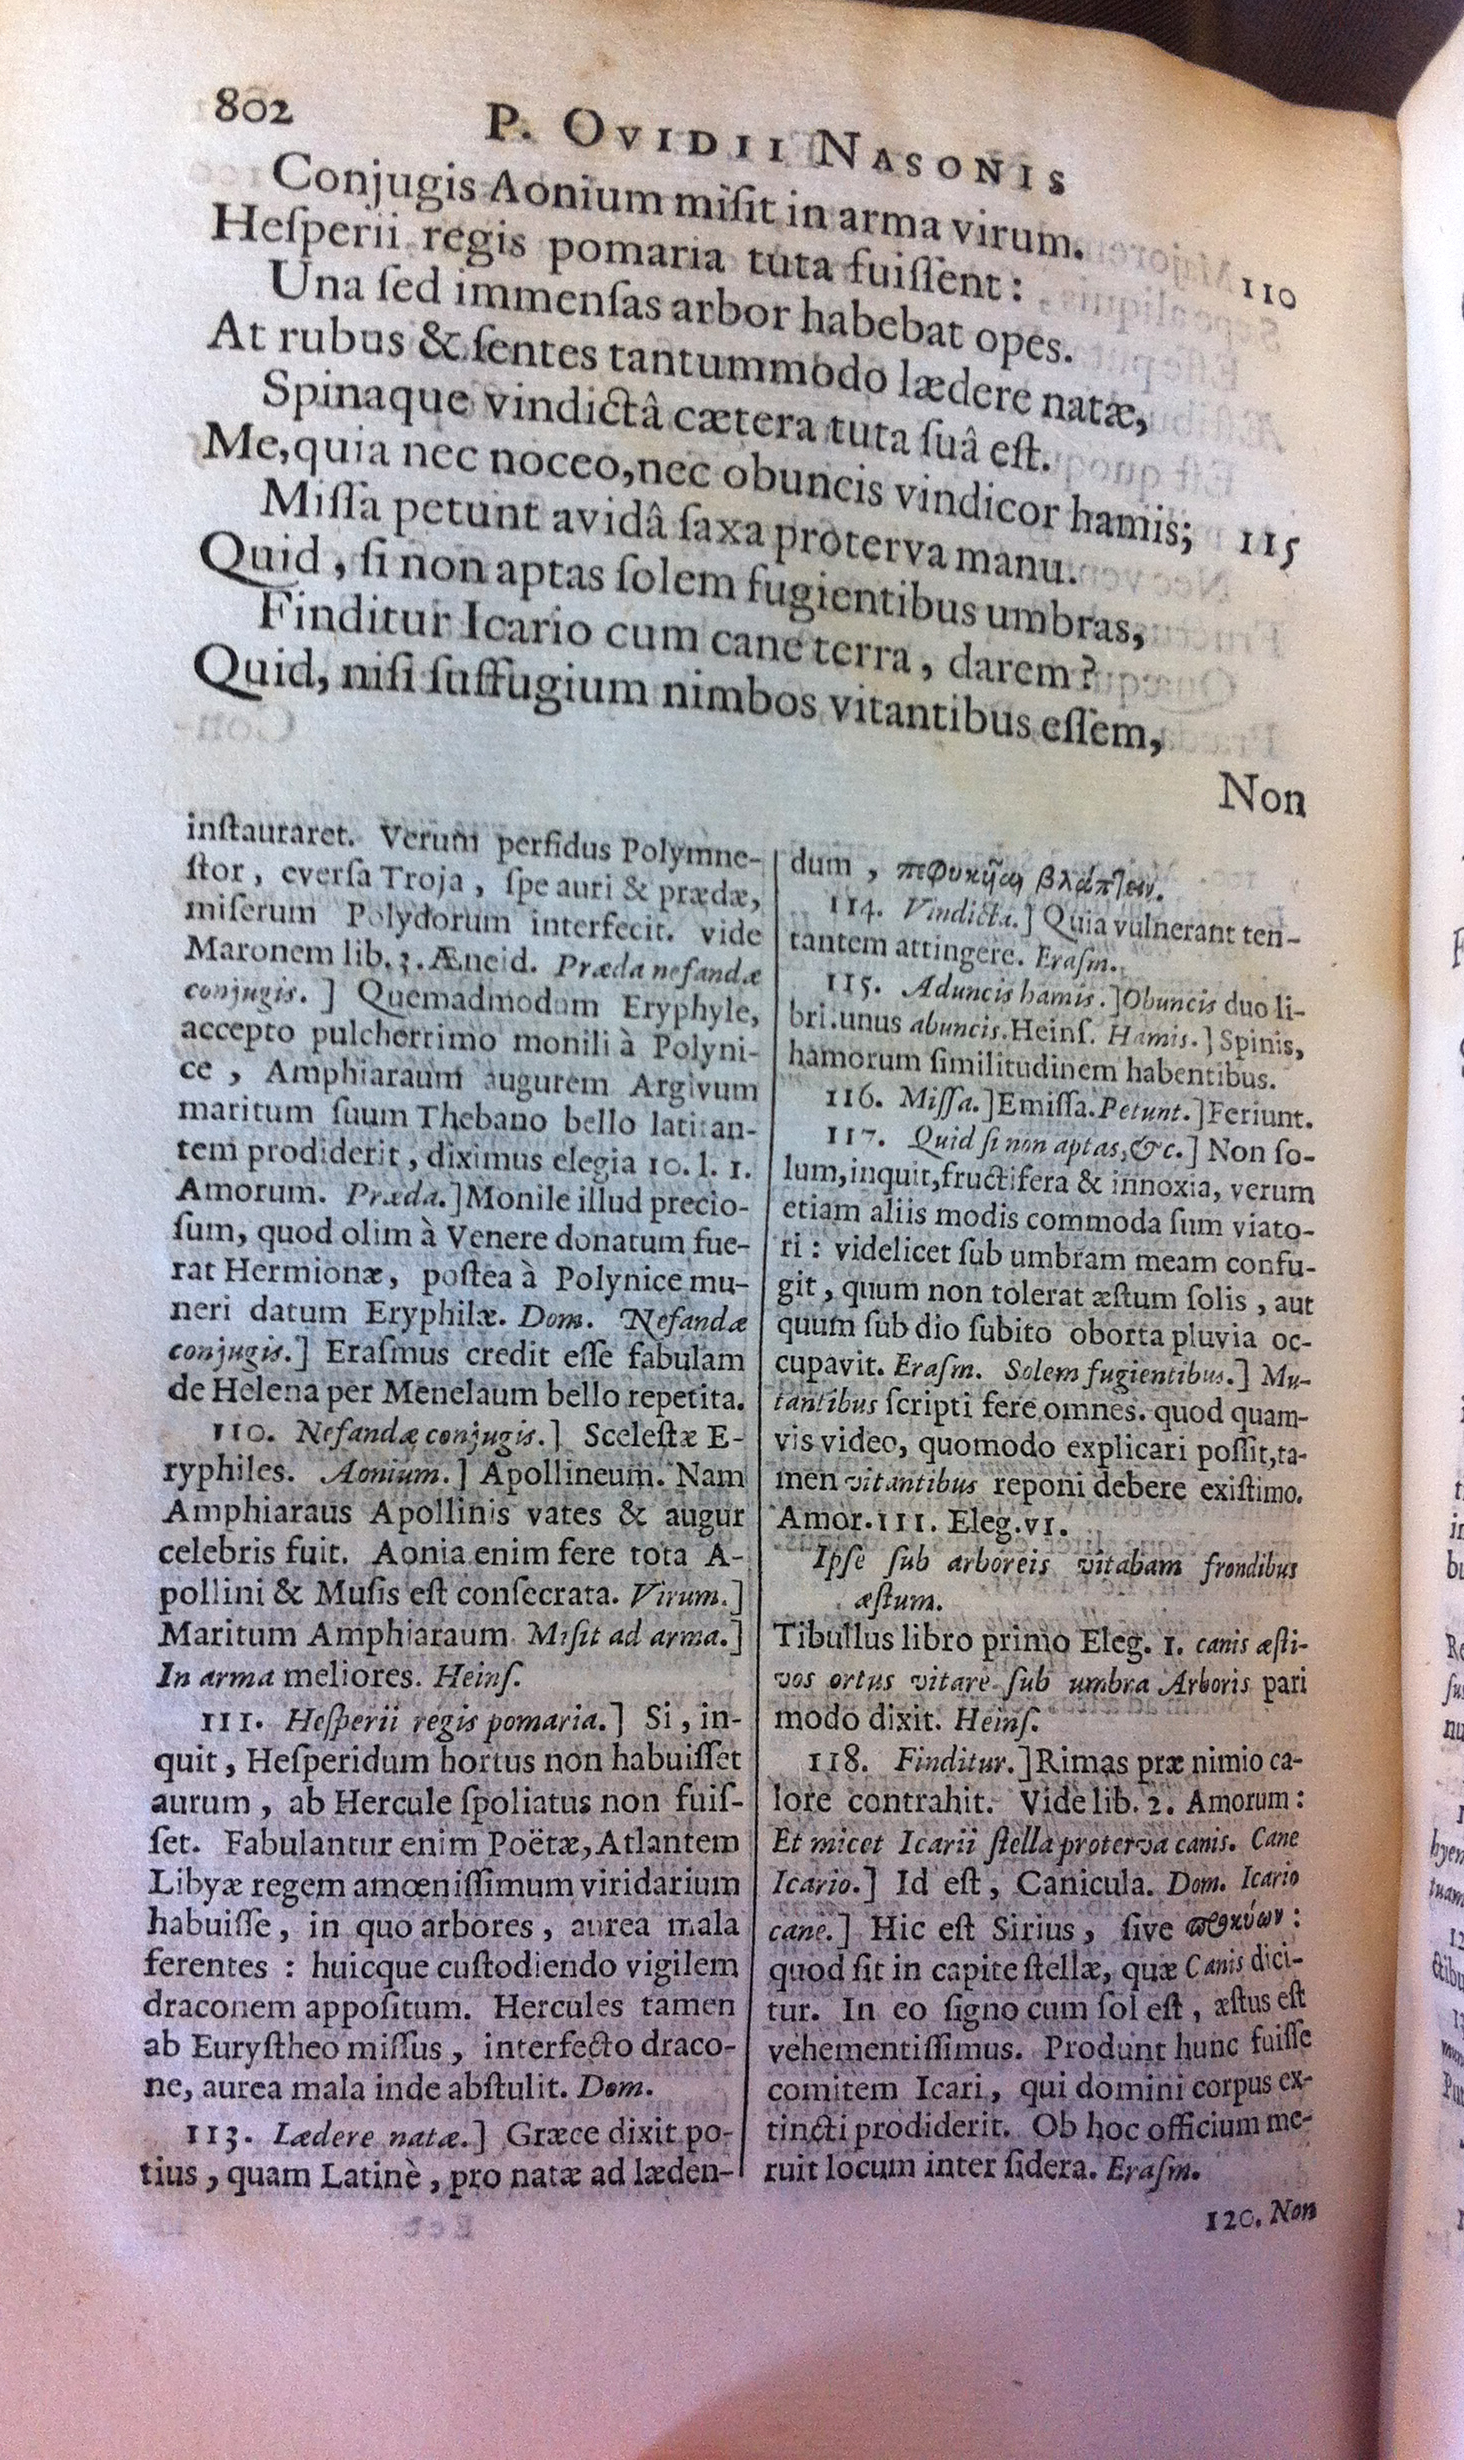 802
P. OVIDII NASONIS
Conjugis Aonium miſit in arma virum.
110
Heſperii regis pomaria tuta fuiſſent :
Una ſed immenſas arbor habebat opes.
At rubus & ſentes tantummodo lædere natæ,
Spinaque vindictâ cætera tuta ſuâ eſt.
Me,quia nec noceo,nec obuncis vindicor hamis;
115
Miſſa petunt avidâ ſaxa proterva manu.
Quid , ſi non aptas ſolem fugientibus umbras,
Finditur Icario cum cane terra , darem ?
Quid, niſi ſuffugium nimbos vitantibus eſſem,
Non
inſtauraret. Verum perfidus Polymne-
ſtor , everſa Troja , ſpe auri & prædæ,
miſerum Polydorum interfecit. vide
Maronem lib. 3. Æneid. Præda nefandæ
conjugis. ] Quemadmodum Eryphyle,
accepto pulcherrimo monili à Polyni-
ce , Amphiaraum augurem Argivum
maritum ſuum Thebano bello latitan-
tem prodiderit , diximus elegia 10. l. 1.
Amorum. Præda.] Monile illud precio-
ſum, quod olim à Venere donatum fue-
rat Hermionæ, poſtea à Polynice mu-
neri datum Eryphilæ. Dom. Nefandæ
conjugis.] Eraſmus credit eſſe fabulam
de Helena per Menelaum bello repetita.
110. Nefandæ conjugis.] Sceleſtæ E-
ryphiles. Aonium.] Apollineum. Nam
Amphiaraus Apollinis vates & augur
celebris fuit. Aonia enim fere tota A-
pollini & Muſis eſt conſecrata. Virum.]
Maritum Amphiaraum. Miſit ad arma.]
In arma meliores. Heinſ.
111. Heſperii regis pomaria.] Si , in-
quit , Heſperidum hortus non habuiſſet
aurum , ab Hercule ſpoliatus non fuiſ-
ſet. Fabulantur enim Poëtæ, Atlantem
Libyæ regem amœniſſimum viridarium
habuiſſe , in quo arbores , aurea mala
ferentes : huicque cuſtodiendo vigilem
draconem appoſitum. Hercules tamen
ab Euryſtheo miſſus , interfecto draco-
ne, aurea mala inde abſtulit. Dom.
113. Lædere natæ.] Græce dixit po-
tius , quam Latinè , pro natæ ad læden-
dum , πεφυκῆαι βλάπτειν.
114. Vindicta.] Quia vulnerant ten-
tantem attingere. Eraſm.
115. Aduncis hamis.] Obuncis duo li-
bri. unus abuncis. Heinſ. Hamis.] Spinis,
hamorum ſimilitudinem habentibus.
116. Miſſa.] Emiſſa. Petunt.] Feriunt.
117. Quid ſi non aptas, &c.] Non ſo-
lum,inquit,fructifera & innoxia, verum
etiam aliis modis commoda ſum viato-
ri : videlicet ſub umbram meam confu-
git , quum non tolerat æſtum ſolis , aut
quum ſub dio ſubito oborta pluvia oc-
cupavit. Eraſm. Solem fugientibus.] Mu-
tantibus ſcripti fere omnes. quod quam-
vis video, quomodo explicari poſſit, ta-
men vitantibus reponi debere exiſtimo.
Amor. III. Eleg. VI.
Ipſe ſub arboreis vitabam frondibus
æſtum.
Tibullus libro primo Eleg. 1. canis æſti-
vos ortus vitare ſub umbra Arboris pari
modo dixit. Heinſ.
118. Finditur.] Rimas præ nimio ca-
lore contrahit. Vide lib. 2. Amorum :
Et micet Icarii ſtella proterva canis. Cane
Icario.] Id eſt , Canicula. Dom. Icario
cane.] Hic eſt Sirius , ſive προκύων :
quod ſit in capite ſtellæ, quæ Canis dici-
tur. In eo ſigno cum ſol eſt , æſtus eſt
vehementiſſimus. Produnt hunc fuiſſe
comitem Icari , qui domini corpus ex-
tincti prodiderit. Ob hoc officium me-
ruit locum inter ſidera. Eraſm.
120. Non